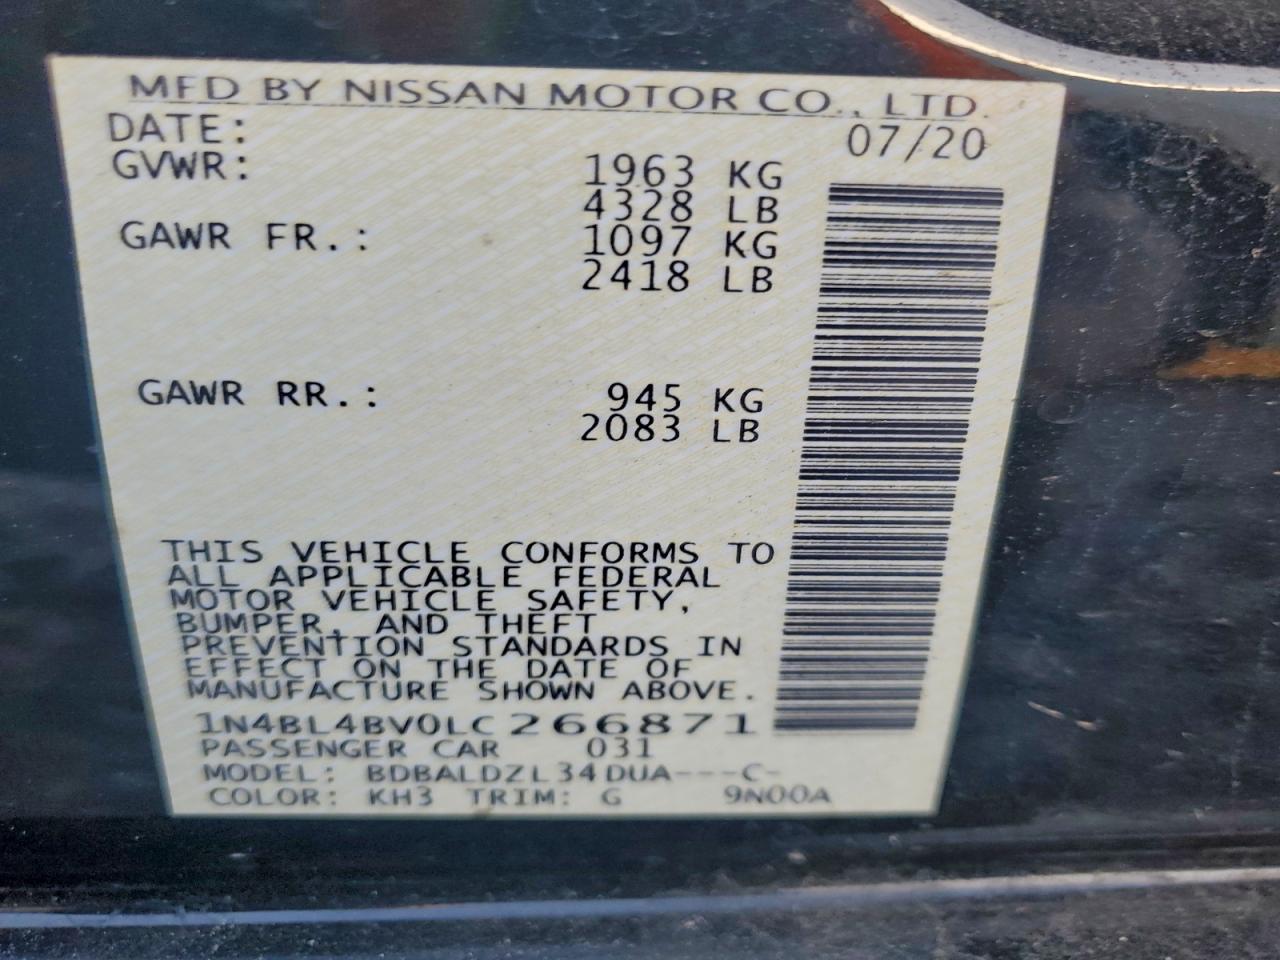 MFD BY NISSAN MOTOR CO., LTD.
DATE: 07/20
GVWR: 1963 KG
4328 LB
GAWR FR.: 1097 KG
2418 LB
GAWR RR.: 945 KG
2083 LB
THIS VEHICLE CONFORMS TO
ALL APPLICABLE FEDERAL
MOTOR VEHICLE SAFETY,
BUMPER, AND THEFT
PREVENTION STANDARDS IN
EFFECT ON THE DATE OF
MANUFACTURE SHOWN ABOVE.
1N4BL4BV0LC266871
PASSENGER CAR 031
MODEL: BDBALDZL34DUA---C-
COLOR: KH3 TRIM: G 9N00A